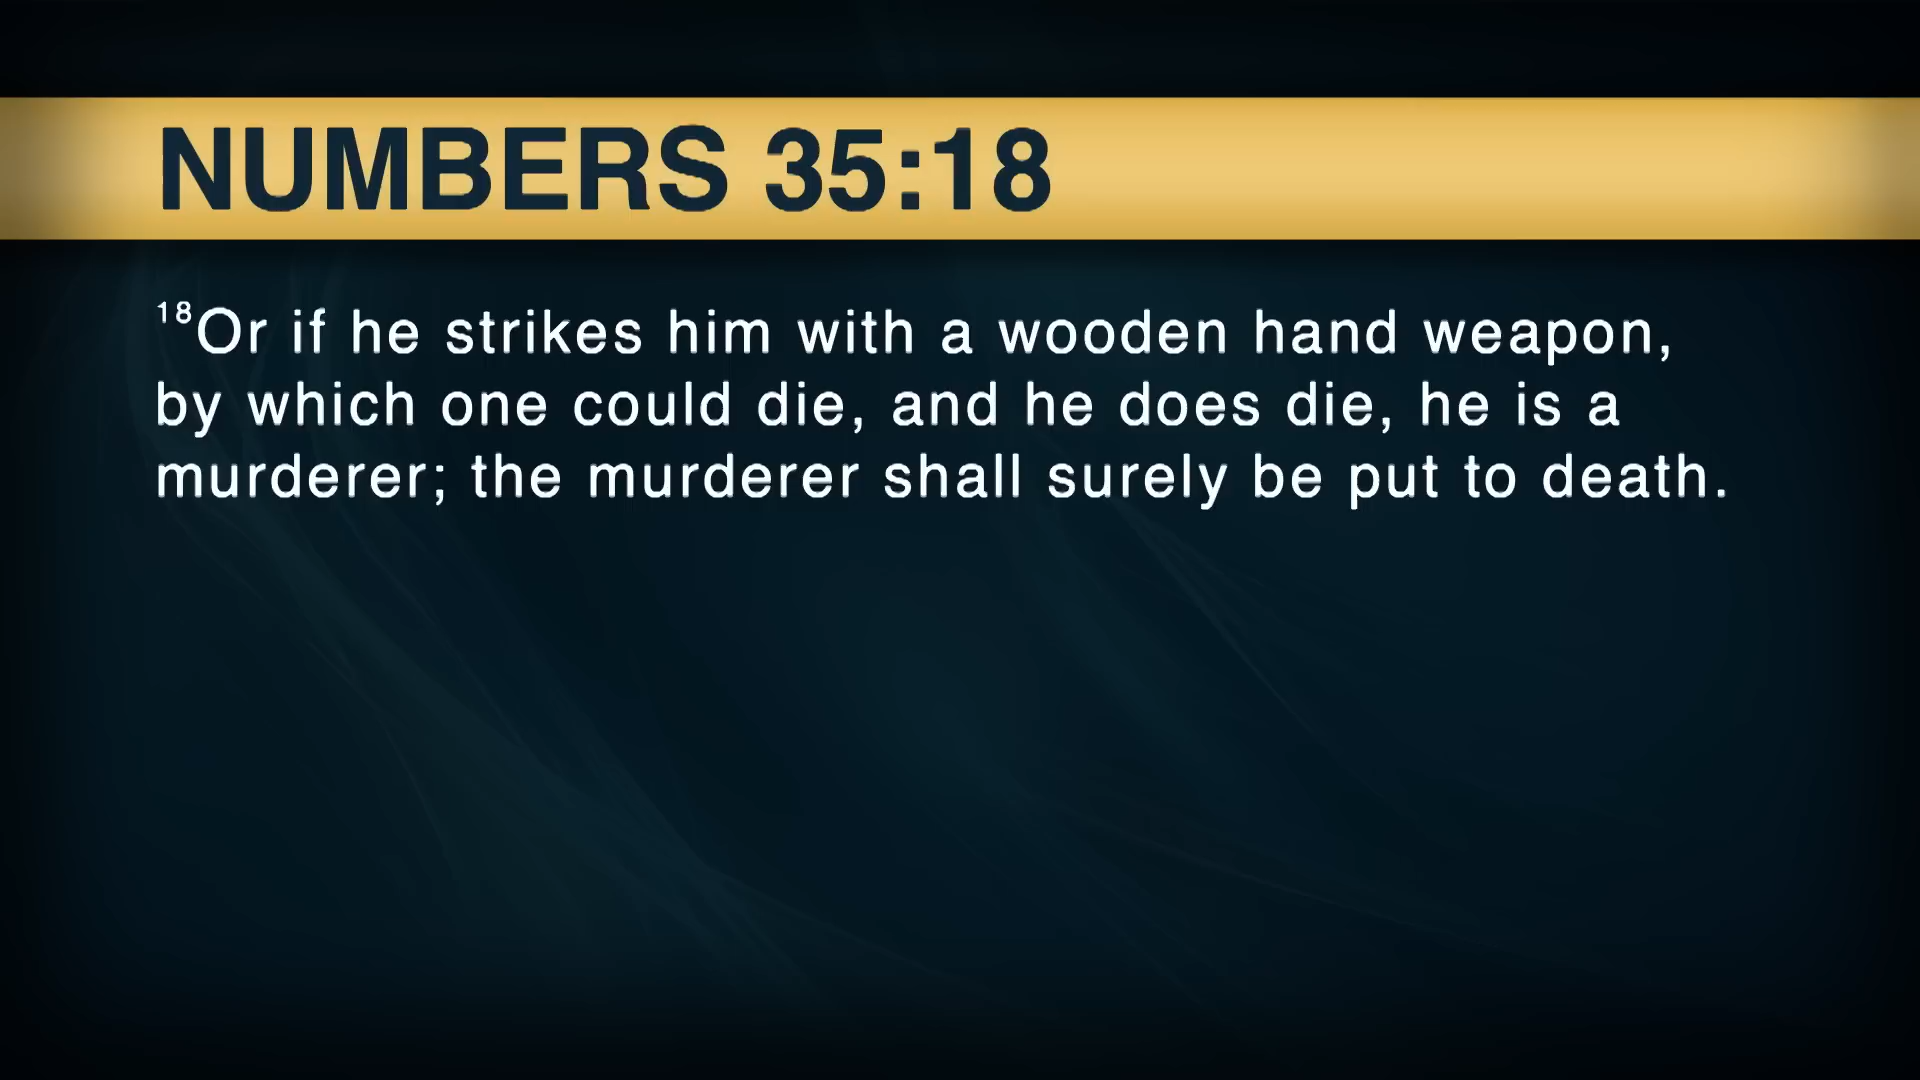 NUMBERS 35:18
18Or if he strikes him with a wooden hand weapon,
by which one could die, and he does die, he is a
murderer; the murderer shall surely be put to death.